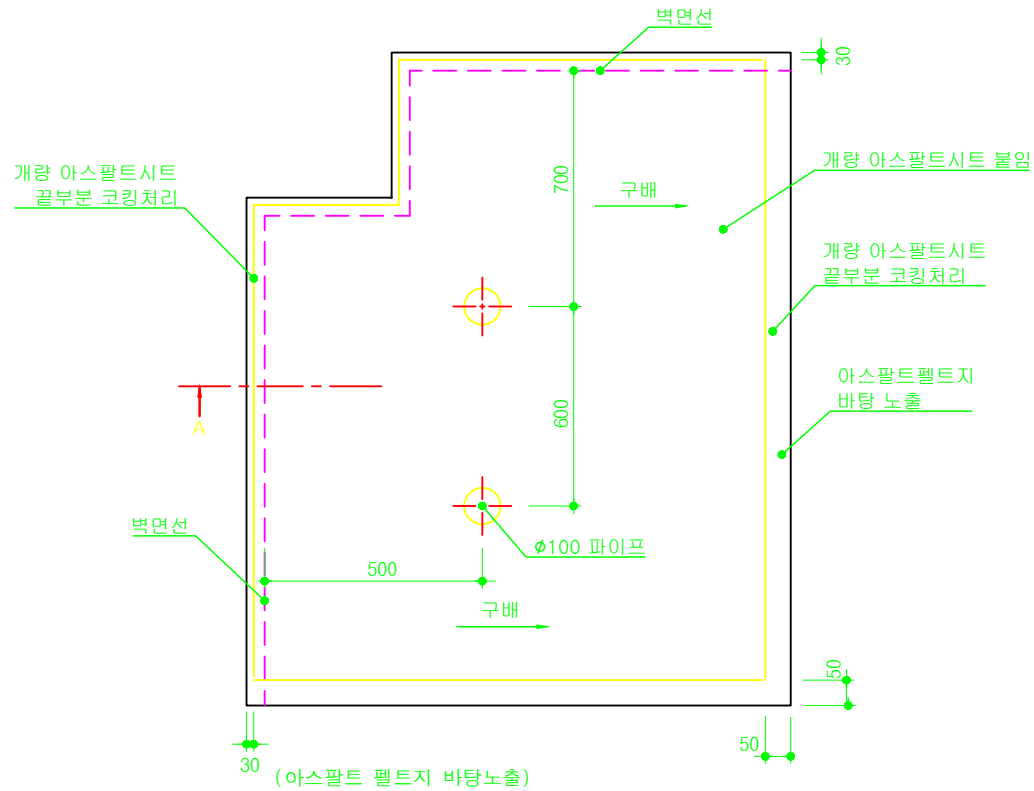 벽면선
30
개량 아스팔트시트 붙임
개량 아스팔트시트
끝부분 코킹처리
700
구배
개량 아스팔트시트
끝부분 코킹처리
아스팔트펠트지
바탕 노출
600
A
벽면선
ø100 파이프
500
구배
50
30
50
(아스팔트 펠트지 바탕노출)